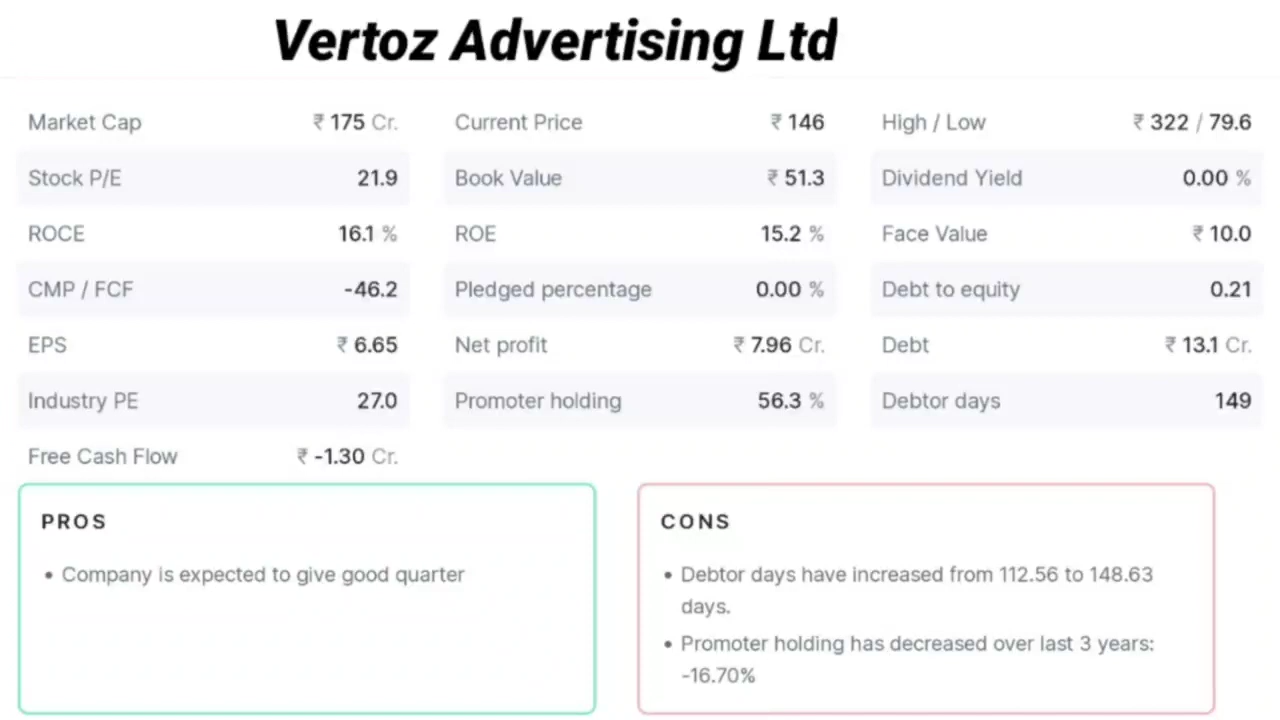 Vertoz Advertising Ltd
Market Cap ₹ 175 Cr. Current Price ₹ 146 High / Low ₹ 322 / 79.6
Stock P/E 21.9 Book Value ₹ 51.3 Dividend Yield 0.00 %
ROCE 16.1 % ROE 15.2 % Face Value ₹ 10.0
CMP / FCF -46.2 Pledged percentage 0.00 % Debt to equity 0.21
EPS ₹ 6.65 Net profit ₹ 7.96 Cr. Debt ₹ 13.1 Cr.
Industry PE 27.0 Promoter holding 56.3 % Debtor days 149
Free Cash Flow ₹ -1.30 Cr.
PROS
• Company is expected to give good quarter
CONS
• Debtor days have increased from 112.56 to 148.63
days.
• Promoter holding has decreased over last 3 years:
-16.70%